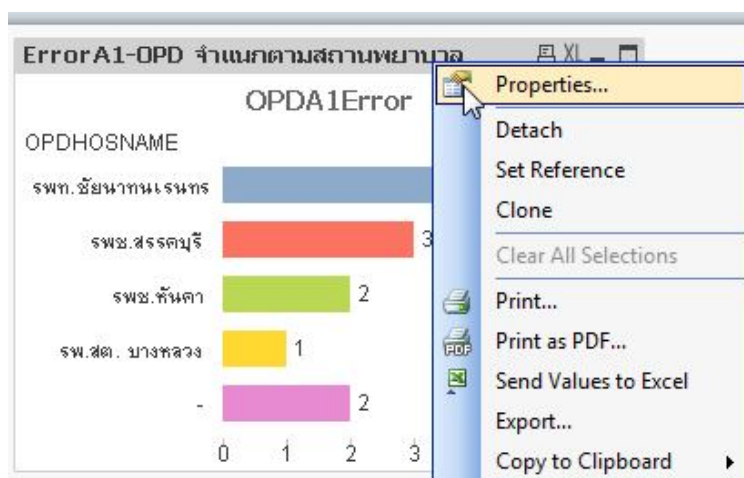 ErrorA1-OPD จำแนกตามสถานพยาบาล XL
Properties...
OPDA1Error
Detach
OPDHOSNAME
Set Reference
รพท.ชัยนาทนเรนทร
Clone
รพช.สรรคบุรี 3
Clear All Selections
รพช.หันคา 2
Print...
รพ.สต. บางหลวง 1
Print as PDF...
Send Values to Excel
- 2
Export...
0 1 2 3
Copy to Clipboard